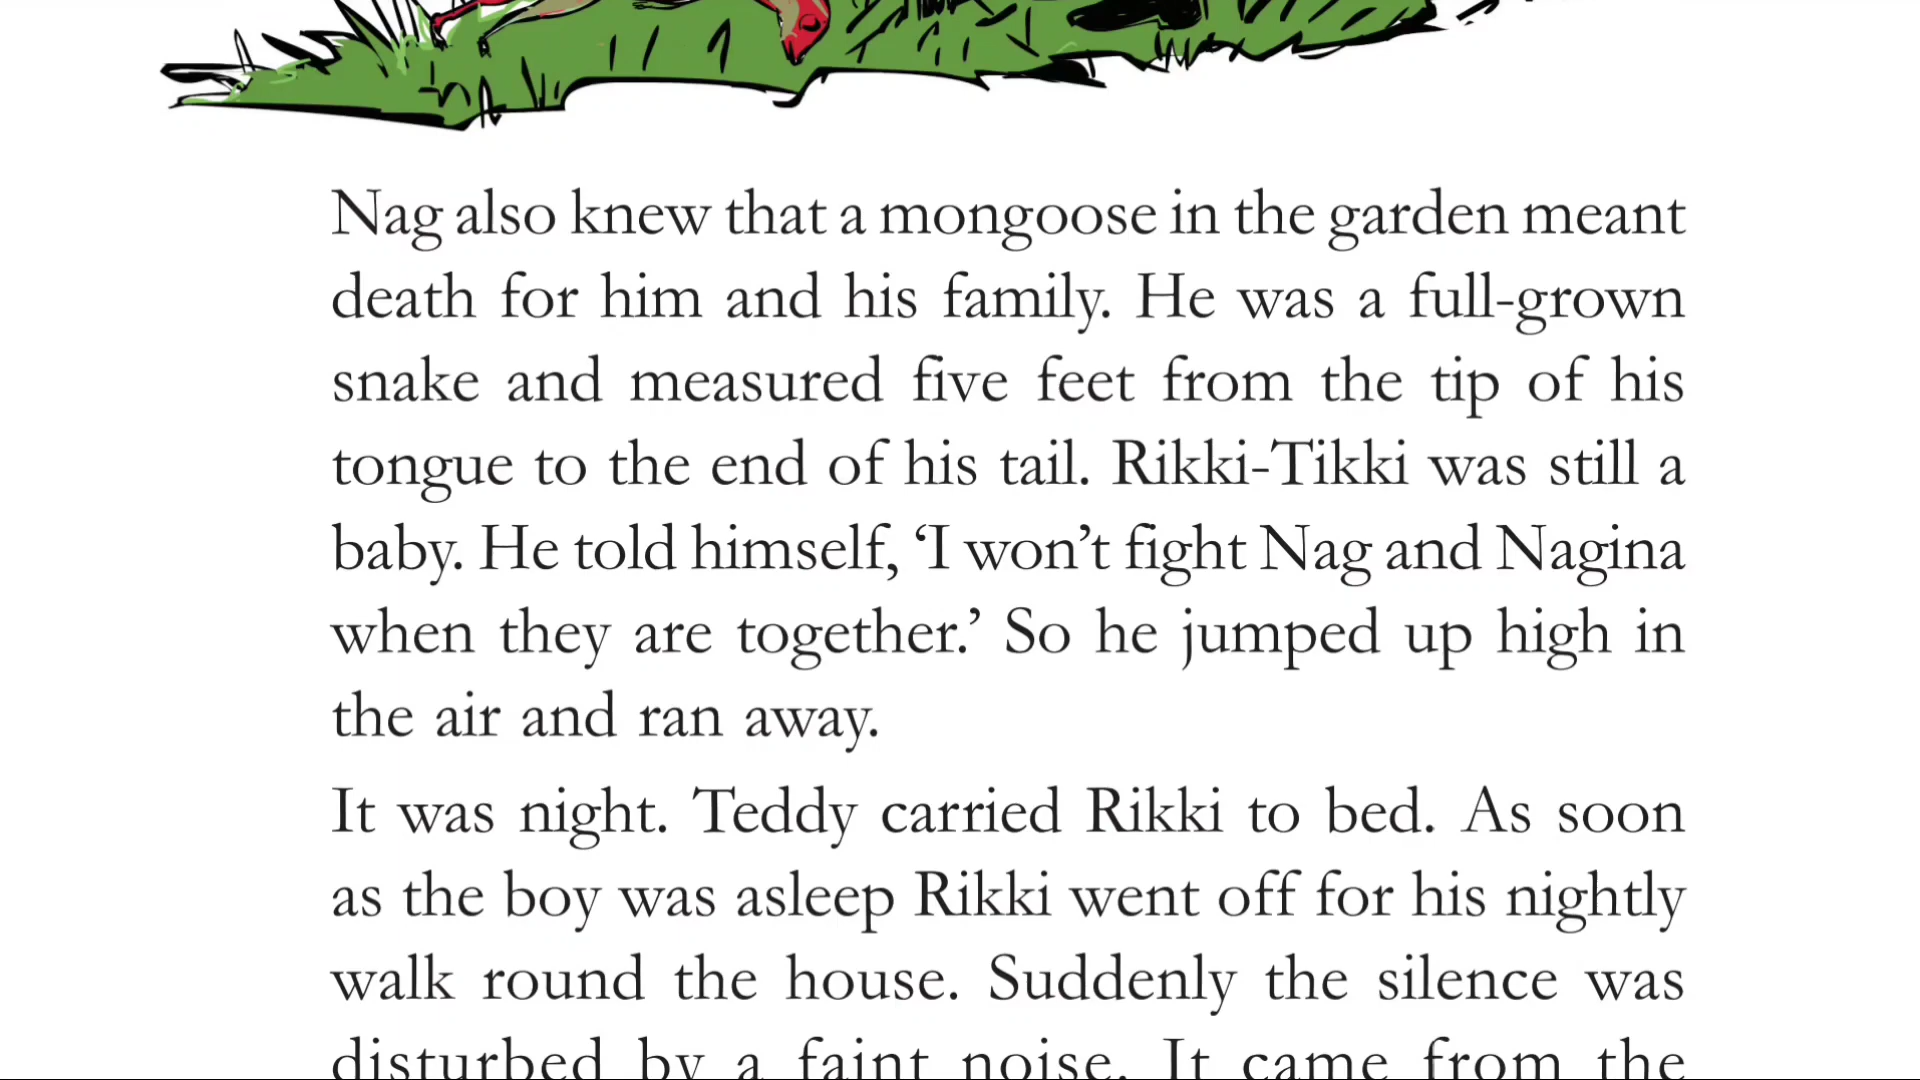 Nag also knew that a mongoose in the garden meant
death for him and his family. He was a full-grown
snake and measured five feet from the tip of his
tongue to the end of his tail. Rikki-Tikki was still a
baby. He told himself, ‘I won’t fight Nag and Nagina
when they are together.’ So he jumped up high in
the air and ran away.
It was night. Teddy carried Rikki to bed. As soon
as the boy was asleep Rikki went off for his nightly
walk round the house. Suddenly the silence was
disturbed by a faint noise. It came from the